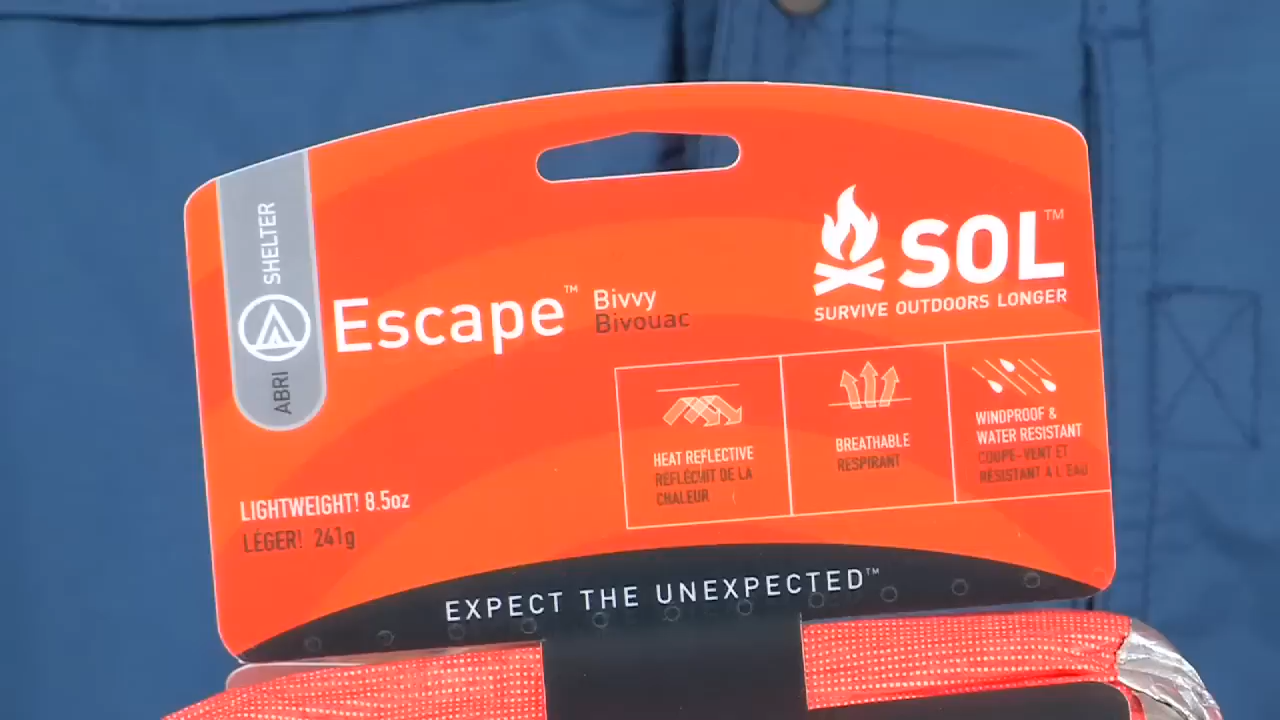 SHELTER
ABRI
Escape™
Bivvy
Bivouac
SOL™
SURVIVE OUTDOORS LONGER
HEAT REFLECTIVE
RÉFLÉCHIT DE LA
CHALEUR
BREATHABLE
RESPIRANT
WINDPROOF &
WATER RESISTANT
COUPE-VENT ET
RÉSISTANT À L'EAU
LIGHTWEIGHT! 8.5oz
LÉGER! 241g
EXPECT THE UNEXPECTED™